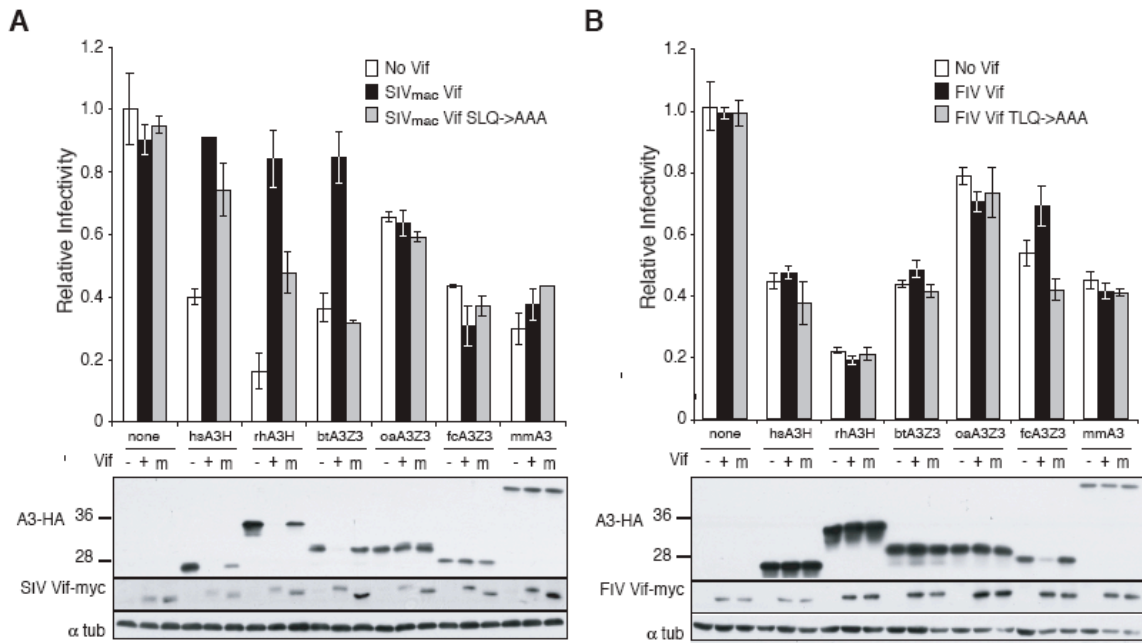 A
1.2
1.0
0.8
0.6
0.4
0.2
0
Relative Infectivity
No Vif
SIVmac Vif
SIVmac Vif SLQ->AAA
none hsA3H rhA3H btA3Z3 oaA3Z3 fcA3Z3 mmA3
Vif - + m - + m - + m - + m - + m - + m - + m
A3-HA
36
28
SIV Vif-myc
α tub
B
1.2
1.0
0.8
0.6
0.4
0.2
0
Relative Infectivity
No Vif
FIV Vif
FIV Vif TLQ->AAA
none hsA3H rhA3H btA3Z3 oaA3Z3 fcA3Z3 mmA3
Vif - + m - + m - + m - + m - + m - + m - + m
A3-HA
36
28
FIV Vif-myc
α tub